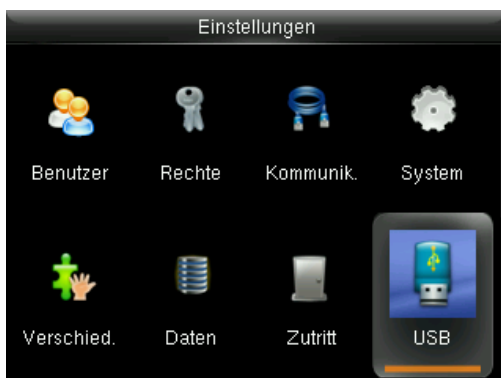 Einstellungen
Benutzer Rechte Kommunik. System
Verschied. Daten Zutritt USB